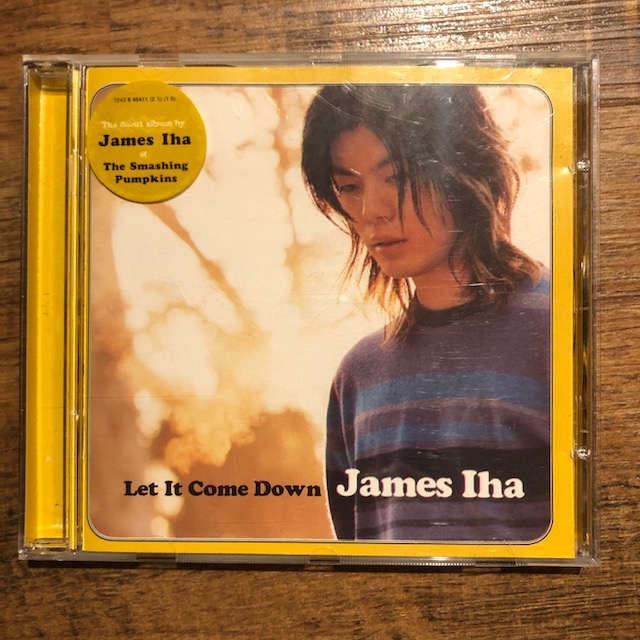 The debut album by
James Iha
of
The Smashing
Pumpkins
Let It Come Down
James Iha